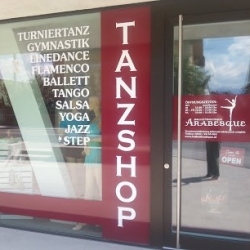 TURNIERTANZ
GYMNASTIK
LINEDANCE
FLAMENCO
BALLETT
TANGO
SALSA
YOGA
JAZZ
STEP
TANZSHOP
ARABESQUE
OPEN